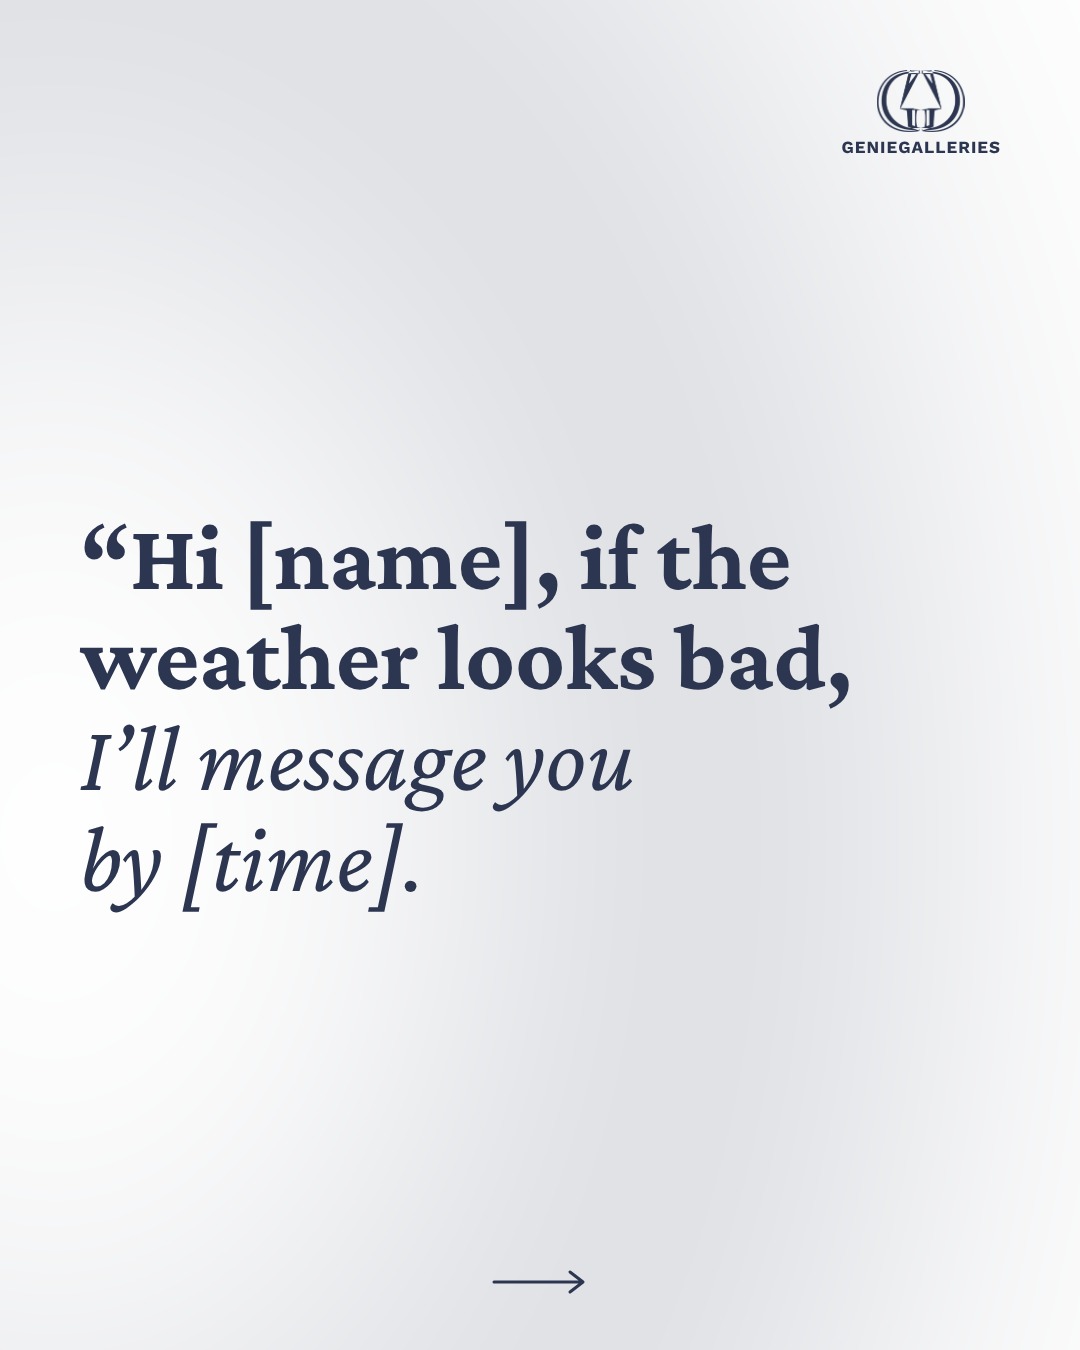 GENIEGALLERIES
“Hi [name], if the
weather looks bad,
I’ll message you
by [time].